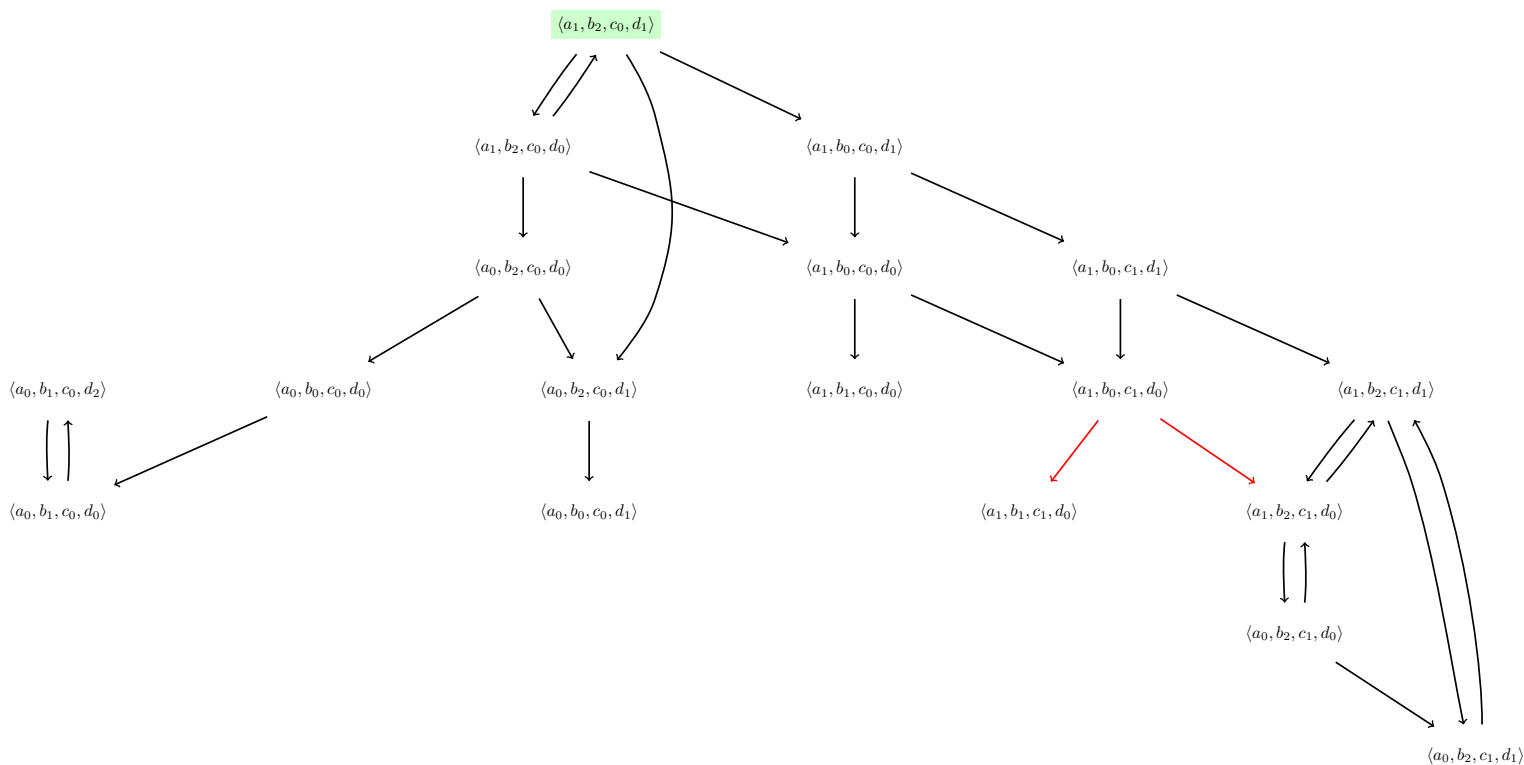 ⟨a₁, b₂, c₀, d₁⟩
⟨a₁, b₂, c₀, d₀⟩ ⟨a₁, b₀, c₀, d₁⟩
⟨a₀, b₂, c₀, d₀⟩ ⟨a₁, b₀, c₀, d₀⟩ ⟨a₁, b₀, c₁, d₁⟩
⟨a₀, b₁, c₀, d₂⟩ ⟨a₀, b₀, c₀, d₀⟩ ⟨a₀, b₂, c₀, d₁⟩ ⟨a₁, b₁, c₀, d₀⟩ ⟨a₁, b₀, c₁, d₀⟩ ⟨a₁, b₂, c₁, d₁⟩
⟨a₀, b₁, c₀, d₀⟩ ⟨a₀, b₀, c₀, d₁⟩ ⟨a₁, b₁, c₁, d₀⟩ ⟨a₁, b₂, c₁, d₀⟩
⟨a₀, b₂, c₁, d₀⟩
⟨a₀, b₂, c₁, d₁⟩